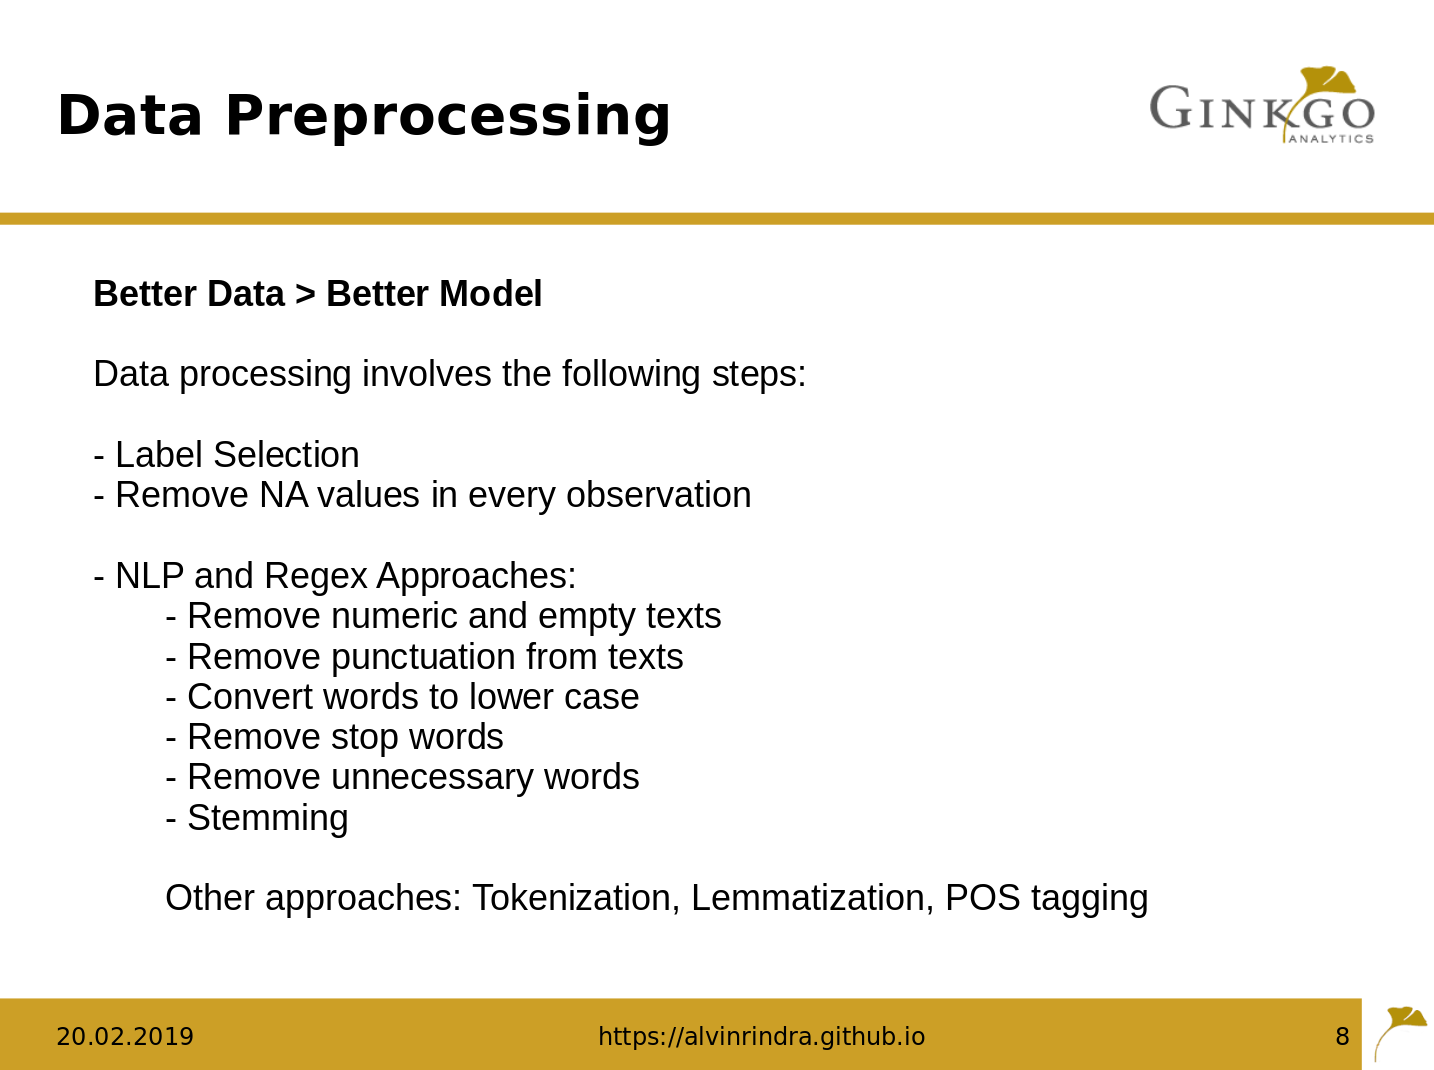 Data Preprocessing
GINKGO
ANALYTICS
Better Data > Better Model
Data processing involves the following steps:
- Label Selection
- Remove NA values in every observation
- NLP and Regex Approaches:
- Remove numeric and empty texts
- Remove punctuation from texts
- Convert words to lower case
- Remove stop words
- Remove unnecessary words
- Stemming
Other approaches: Tokenization, Lemmatization, POS tagging
20.02.2019
https://alvinrindra.github.io
8